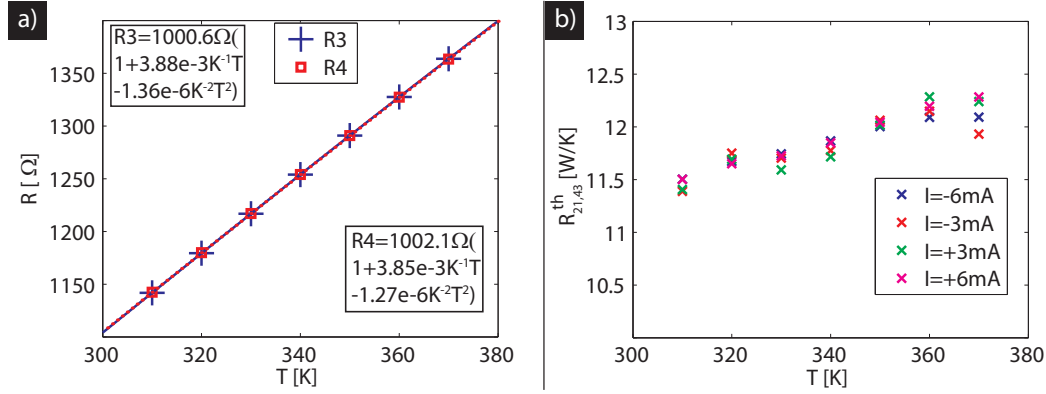 a)
R3=1000.6Ω(
1+3.88e-3K⁻¹T
-1.36e-6K⁻²T²)
R3
R4
R4=1002.1Ω(
1+3.85e-3K⁻¹T
-1.27e-6K⁻²T²)
R [ Ω]
1350
1300
1250
1200
1150
300 320 340 360 380
T [K]
b)
R₂₁,₄₃ᵗʰ [W/K]
13
12.5
12
11.5
11
10.5
I=-6mA
I=-3mA
I=+3mA
I=+6mA
300 320 340 360 380
T [K]